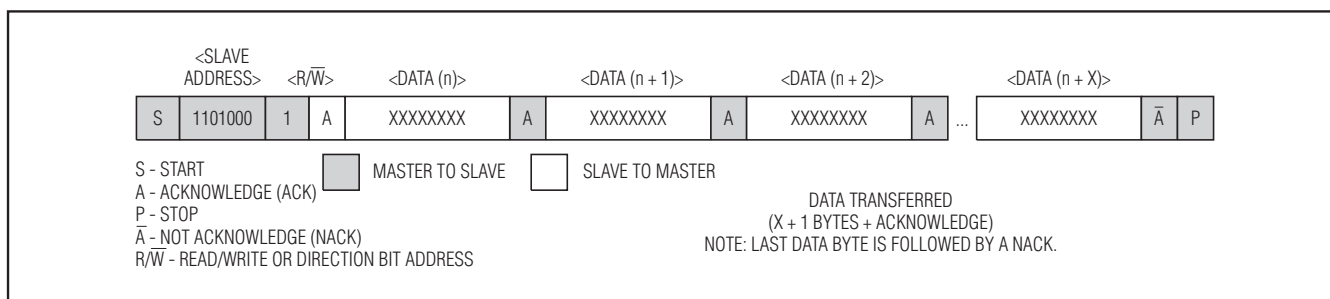 <SLAVE
ADDRESS> <R/W̅> <DATA (n)> <DATA (n + 1)> <DATA (n + 2)> <DATA (n + X)>
S 1101000 1 A XXXXXXXX A XXXXXXXX A XXXXXXXX A ... XXXXXXXX A̅ P
S - START
MASTER TO SLAVE
SLAVE TO MASTER
A - ACKNOWLEDGE (ACK)
P - STOP
A̅ - NOT ACKNOWLEDGE (NACK)
R/W̅ - READ/WRITE OR DIRECTION BIT ADDRESS
DATA TRANSFERRED
(X + 1 BYTES + ACKNOWLEDGE)
NOTE: LAST DATA BYTE IS FOLLOWED BY A NACK.